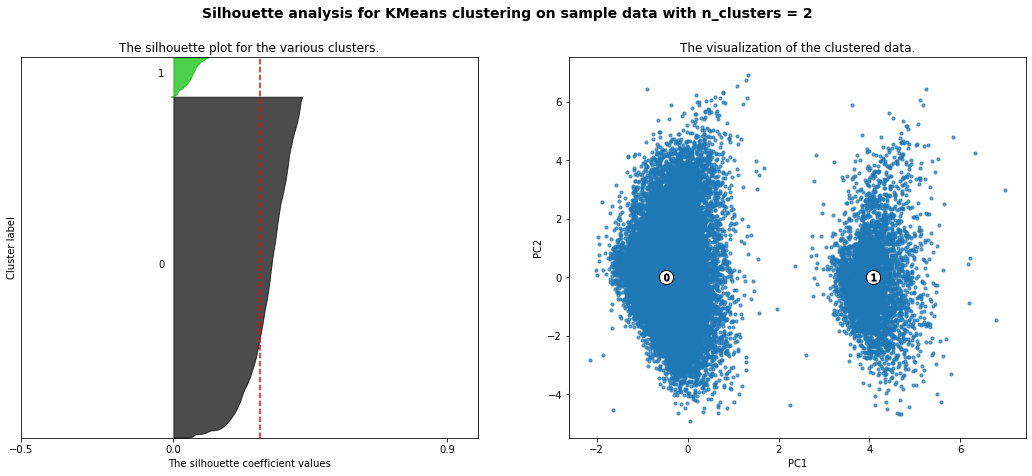 Silhouette analysis for KMeans clustering on sample data with n_clusters = 2
The silhouette plot for the various clusters.
1
0
Cluster label
−0.5
0.0
0.9
The silhouette coefficient values
The visualization of the clustered data.
6
4
2
0
−2
−4
PC2
0
1
−2
0
2
4
6
PC1